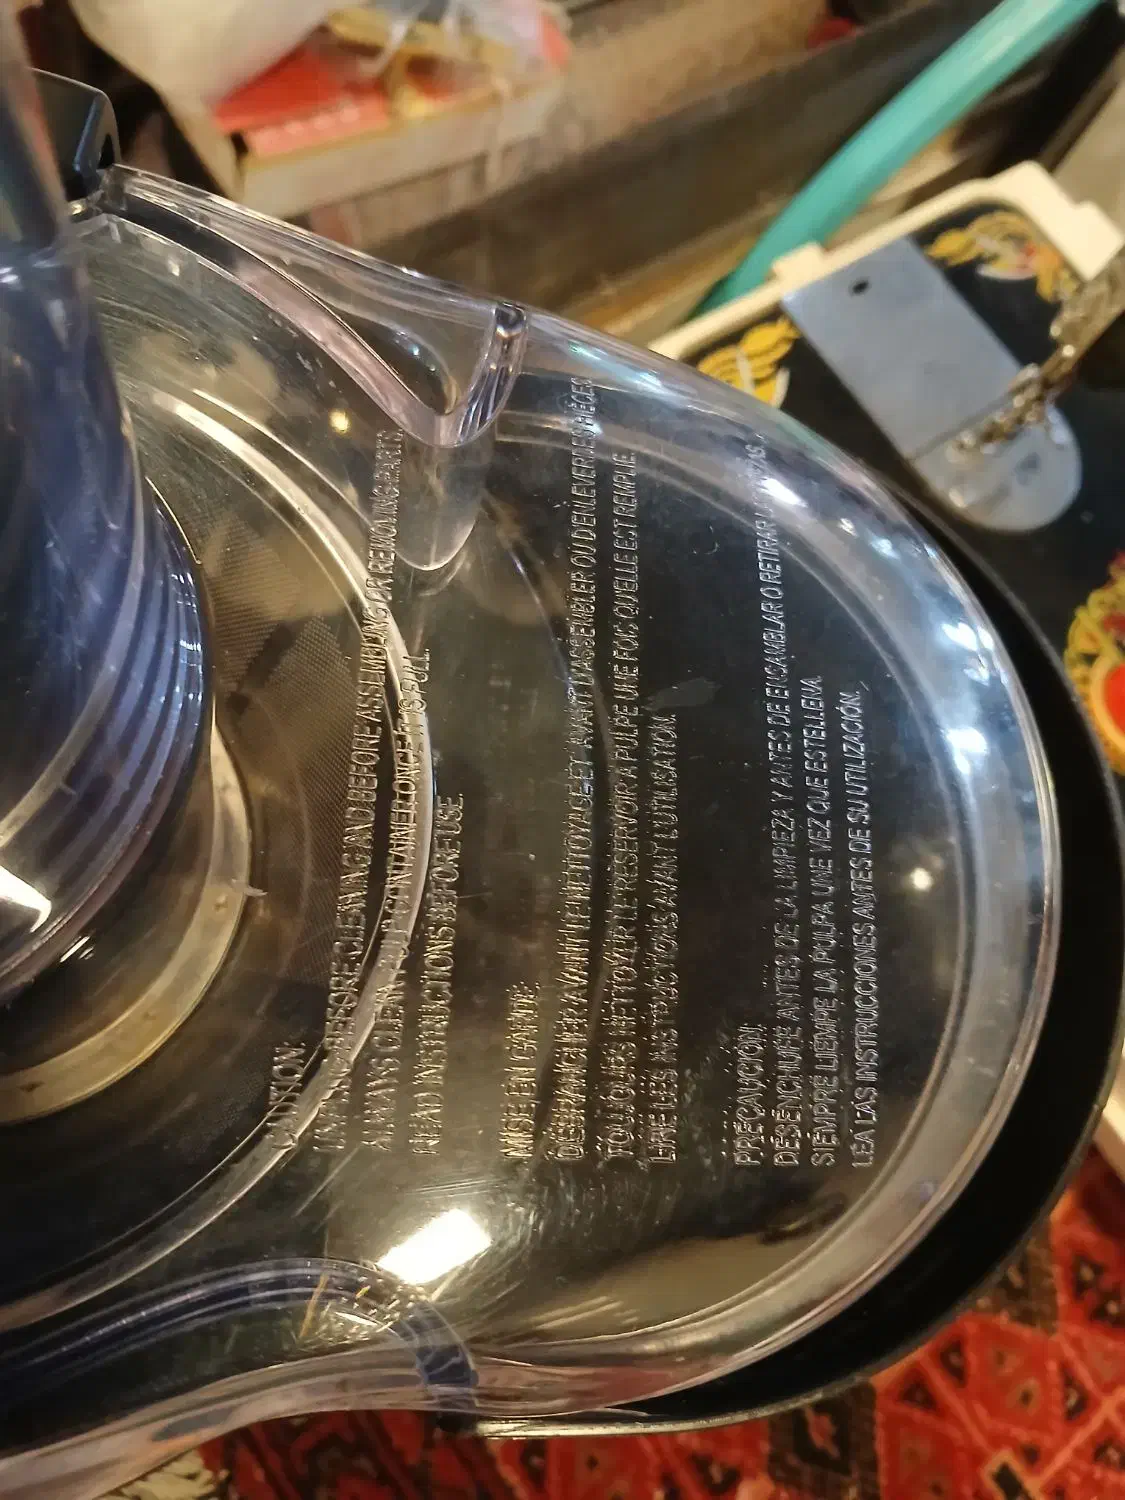 CAUTION:
UNPLUG BEFORE CLEANING AND BEFORE ASSEMBLING OR REMOVING PARTS.
ALWAYS CLEAN PULP CONTAINER ONCE IT IS FULL.
READ INSTRUCTIONS BEFORE USE.
MISE EN GARDE:
DÉBRANCHER AVANT LE NETTOYAGE ET AVANT D'ASSEMBLER OU D'ENLEVER DES PIÈCES.
TOUJOURS NETTOYER LE RÉSERVOIR À PULPE UNE FOIS QU'ELLE EST REMPLIE.
LIRE LES INSTRUCTIONS AVANT L'UTILISATION.
PRECAUCIÓN:
DESENCHUFE ANTES DE LA LIMPIEZA Y ANTES DE ENSAMBLAR O RETIRAR
SIEMPRE LIEMPE LA PULPA UNE VEZ QUE ESTELLENA.
LEA LAS INSTRUCCIONES ANTES DE SU UTILIZACIÓN.